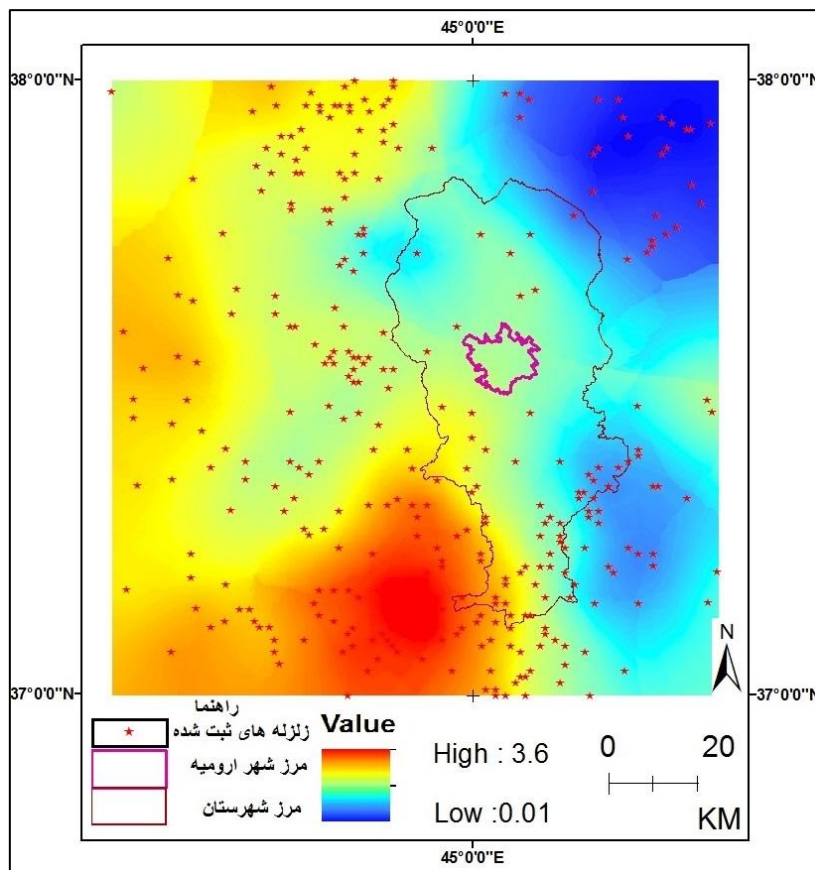 45°0'0"E
38°0'0"N 38°0'0"N
37°0'0"N 37°0'0"N
N
راهنما
زلزله های ثبت شده
مرز شهر ارومیه
مرز شهرستان
Value
High : 3.6
Low :0.01
0 20
KM
45°0'0"E